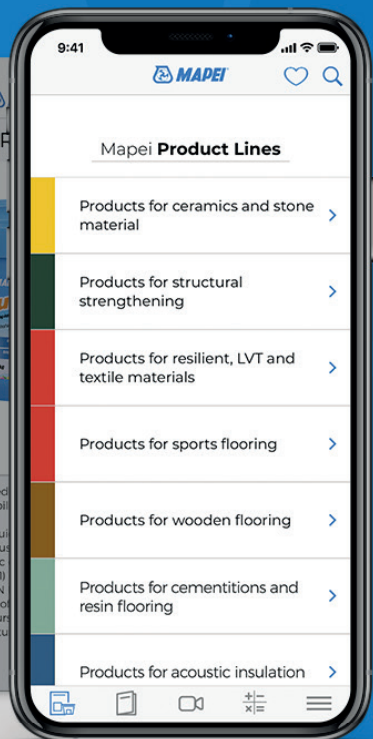 9:41
MAPEI
Mapei Product Lines
Products for ceramics and stone
material
Products for structural
strengthening
Products for resilient, LVT and
textile materials
Products for sports flooring
Products for wooden flooring
Products for cementitions and
resin flooring
Products for acoustic insulation